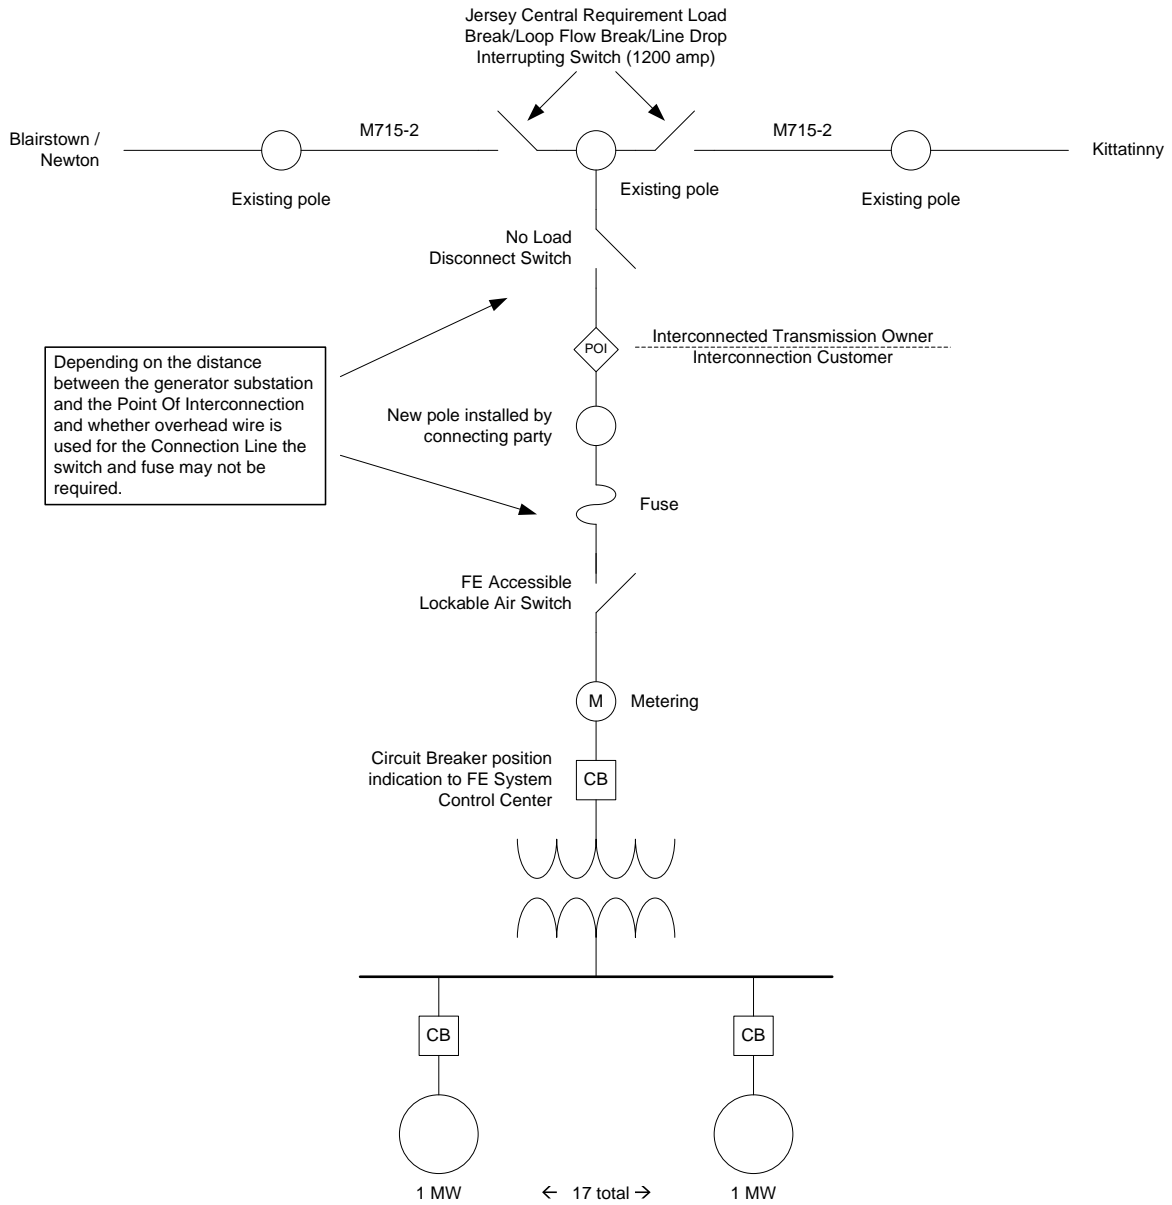 Jersey Central Requirement Load
Break/Loop Flow Break/Line Drop
Interrupting Switch (1200 amp)
Blairstown /
Newton
M715-2
M715-2
Kittatinny
Existing pole
Existing pole
Existing pole
No Load
Disconnect Switch
POI
Interconnected Transmission Owner
Interconnection Customer
Depending on the distance
between the generator substation
and the Point Of Interconnection
and whether overhead wire is
used for the Connection Line the
switch and fuse may not be
required.
New pole installed by
connecting party
Fuse
FE Accessible
Lockable Air Switch
M
Metering
Circuit Breaker position
indication to FE System
Control Center
CB
CB
CB
1 MW
← 17 total →
1 MW